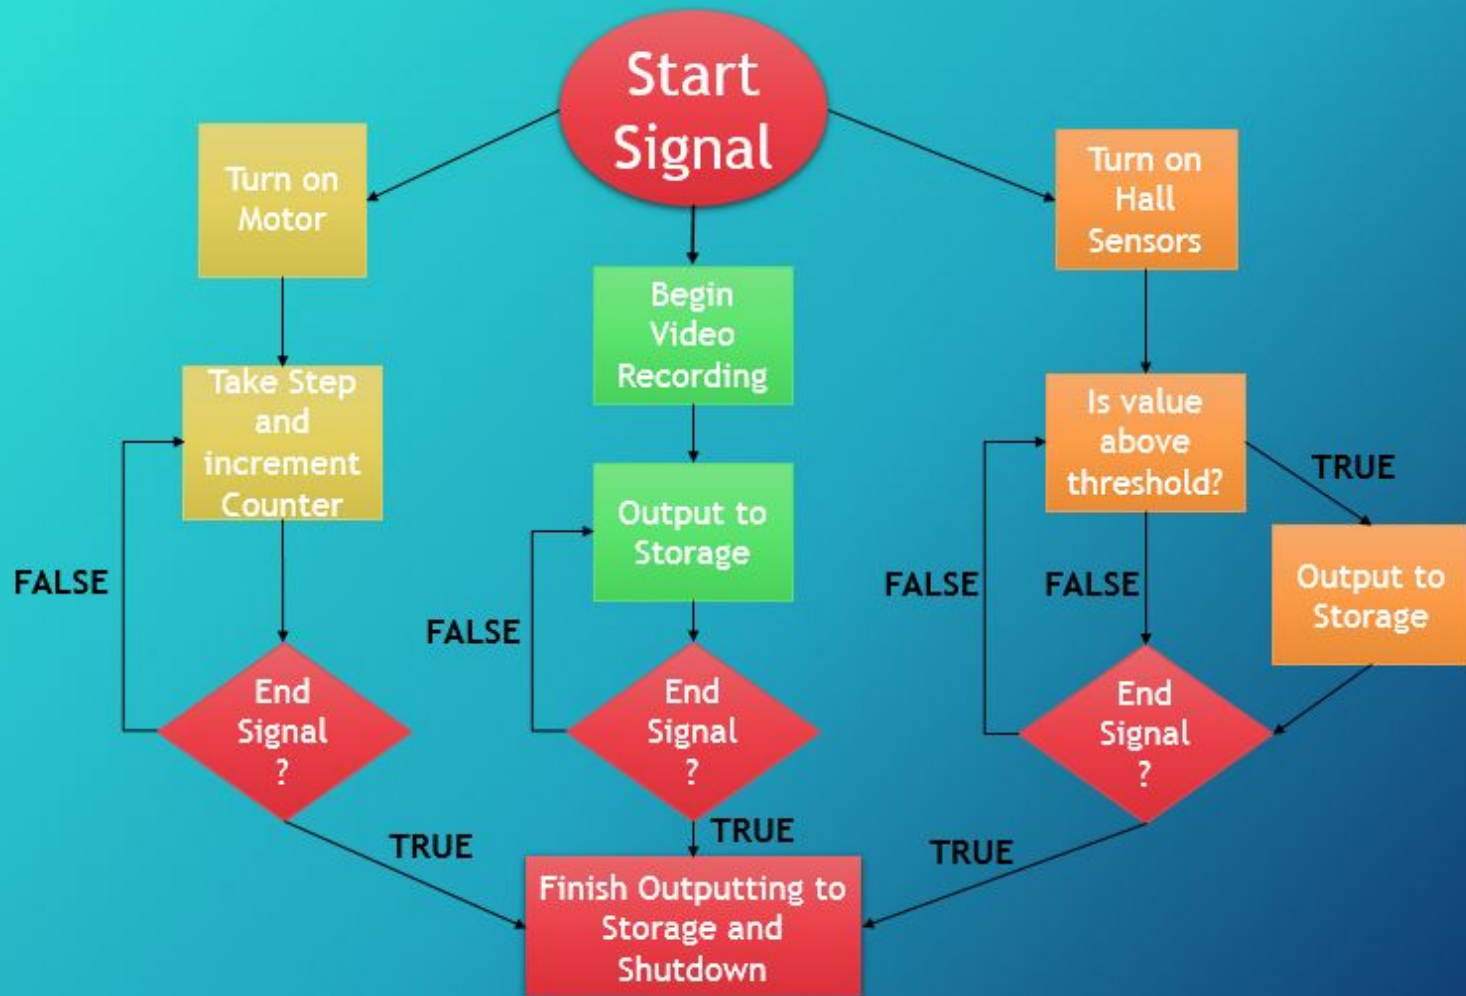 Start
Signal
Turn on
Motor
Turn on
Hall
Sensors
Begin
Video
Recording
Take Step
and
increment
Counter
Is value
above
threshold?
TRUE
Output to
Storage
Output to
Storage
FALSE
FALSE
FALSE
FALSE
End
Signal
?
End
Signal
?
End
Signal
?
TRUE
TRUE
TRUE
Finish Outputting to
Storage and
Shutdown